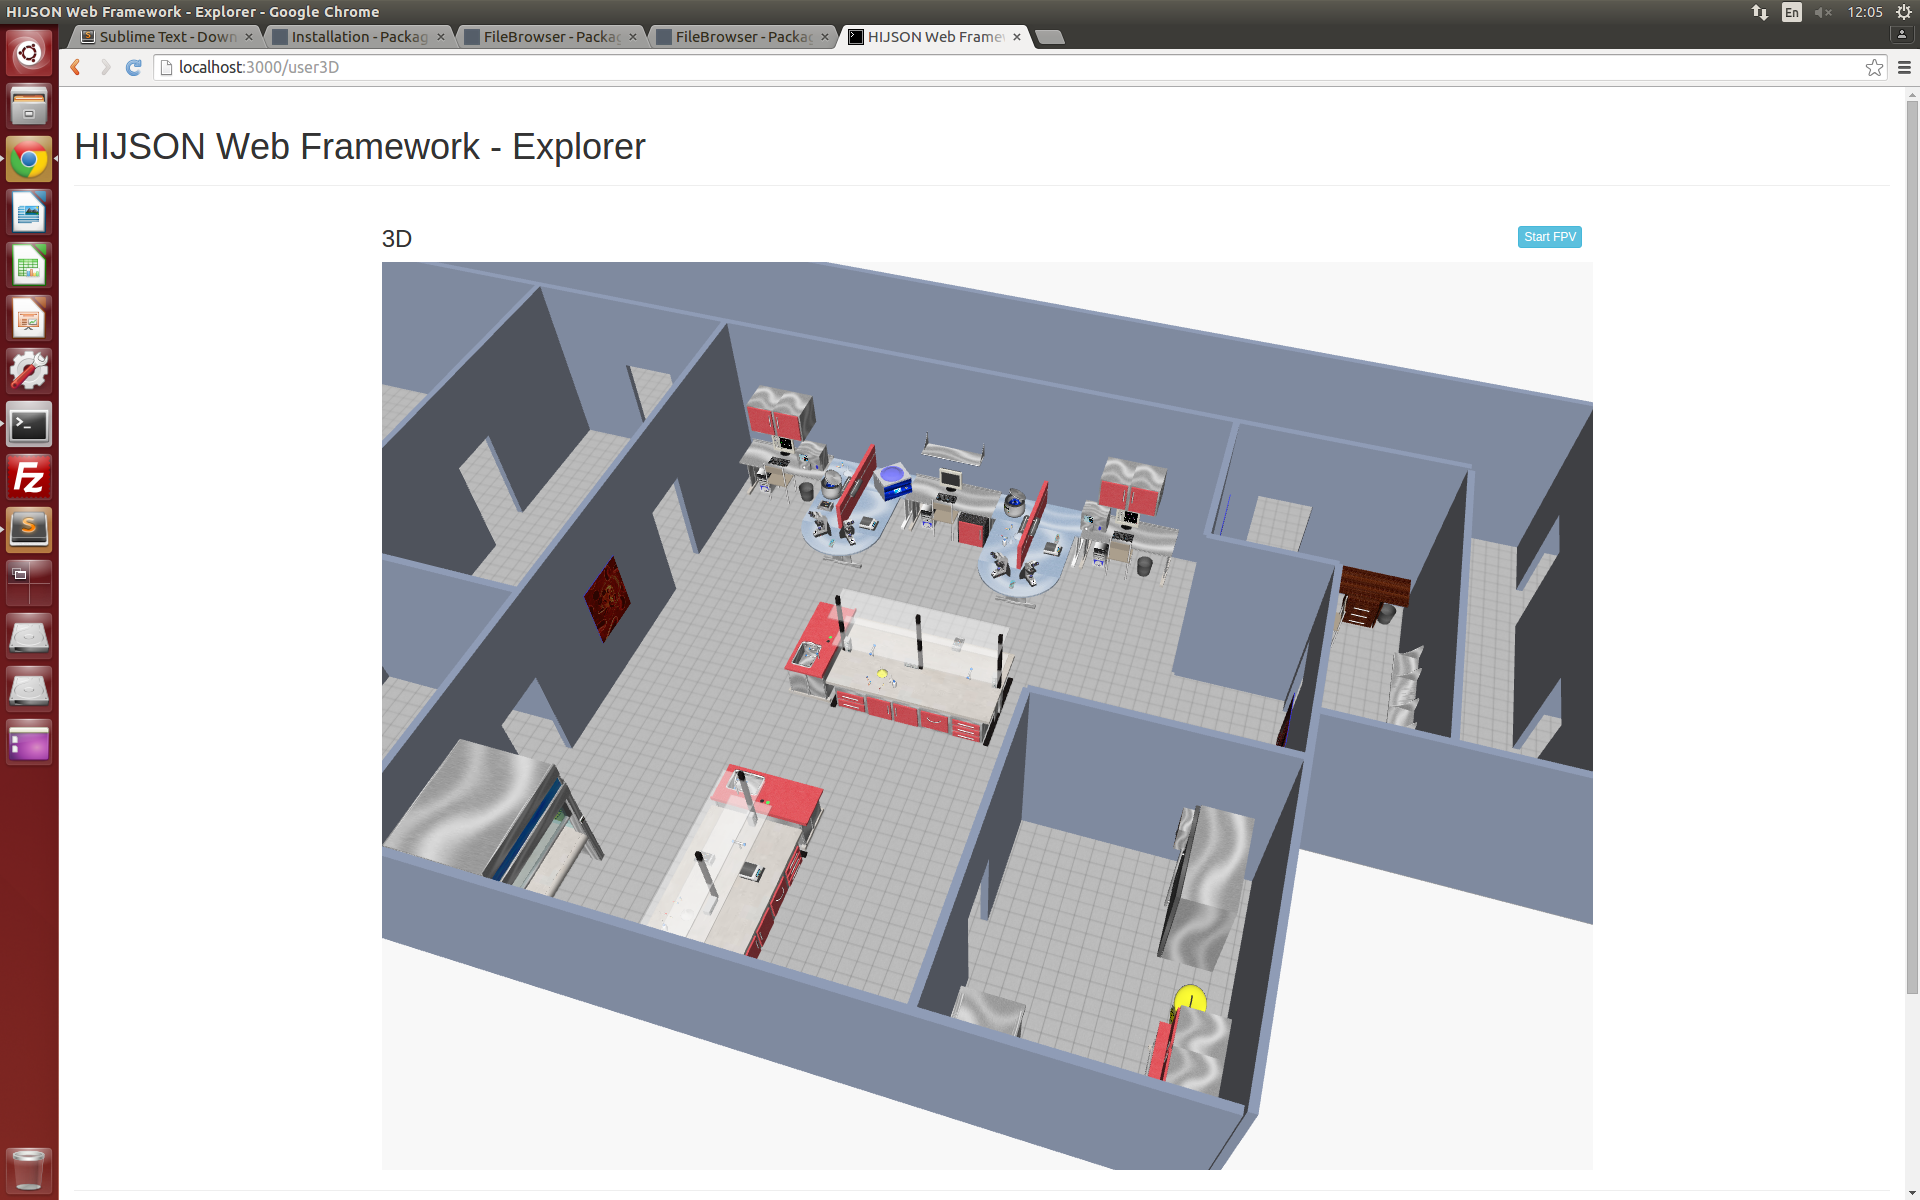 HIJSON Web Framework - Explorer - Google Chrome
En
12:05
Sublime Text - Down
Installation - Packag
FileBrowser - Packag
FileBrowser - Packag
HIJSON Web Frame
localhost:3000/user3D
HIJSON Web Framework - Explorer
3D
Start FPV